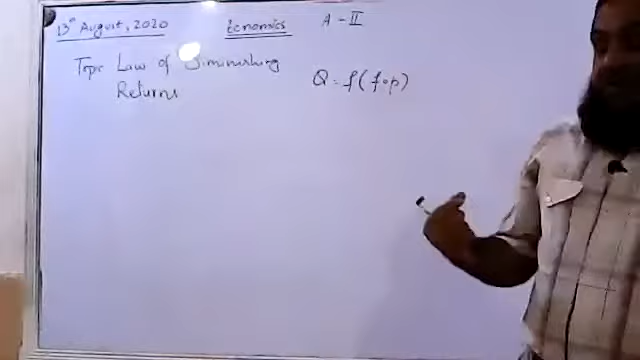 13th August, 2020 Economics A - II
Topic Law of Diminishing
Returns
Q = f(fop)